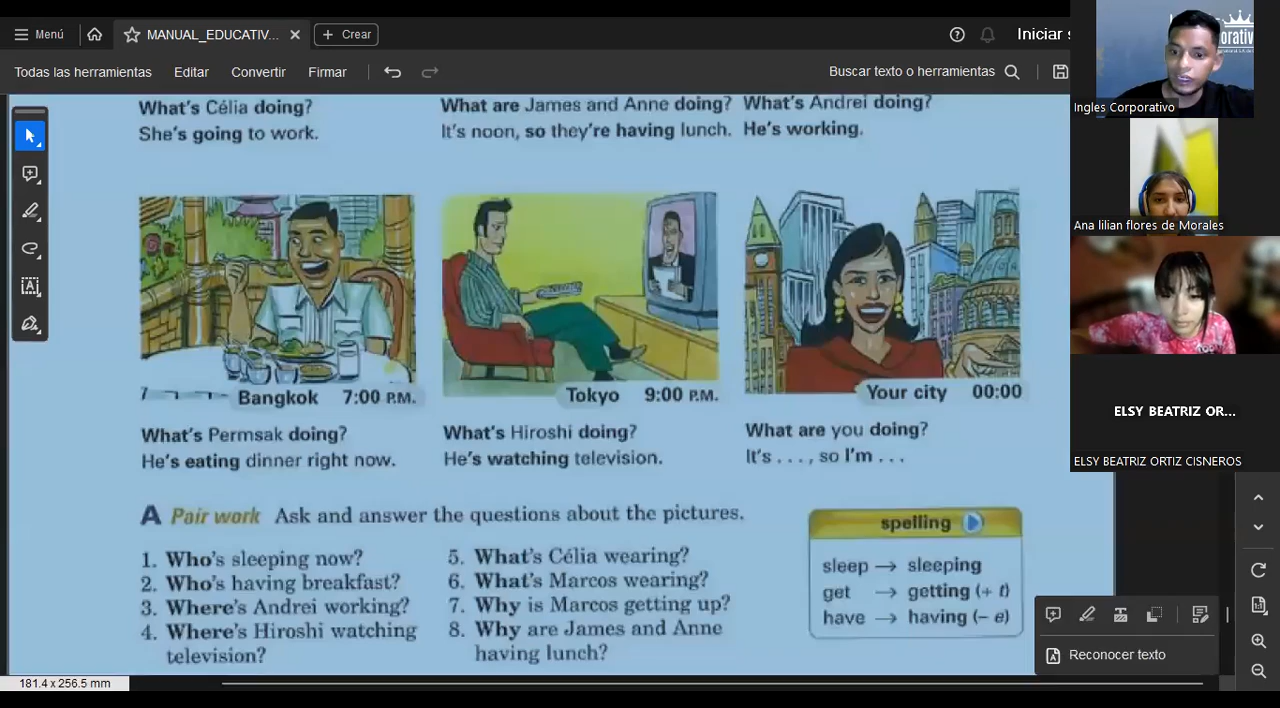 Menú
MANUAL_EDUCATIV...
Crear
Iniciar s
Todas las herramientas
Editar
Convertir
Firmar
Buscar texto o herramientas
What's Célia doing?
She's going to work.
What are James and Anne doing?
It's noon, so they're having lunch.
What's Andrei doing?
He's working.
Bangkok 7:00 P.M.
Tokyo 9:00 P.M.
Your city 00:00
What's Permsak doing?
He's eating dinner right now.
What's Hiroshi doing?
He's watching television.
What are you doing?
It's . . . ., so I'm . . .
A Pair work Ask and answer the questions about the pictures.
1. Who's sleeping now?
2. Who's having breakfast?
3. Where's Andrei working?
4. Where's Hiroshi watching
television?
5. What's Célia wearing?
6. What's Marcos wearing?
7. Why is Marcos getting up?
8. Why are James and Anne
having lunch?
spelling
sleep → sleeping
get → getting (+ t)
have → having (– e)
Reconocer texto
181.4 x 256.5 mm
Ingles Corporativo
Ana lilian flores de Morales
ELSY BEATRIZ OR...
ELSY BEATRIZ ORTIZ CISNEROS